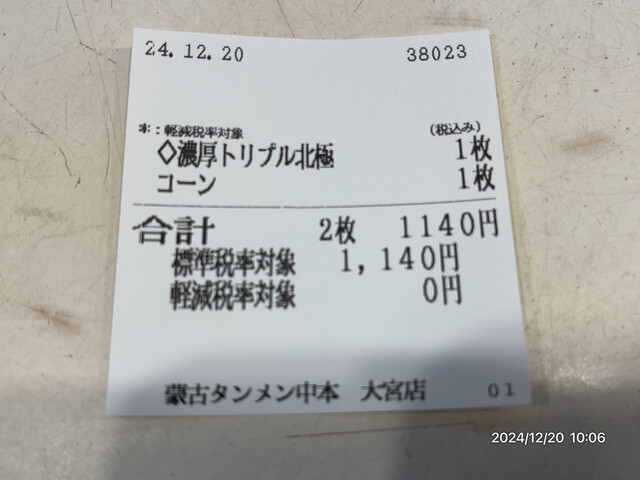 24.12.20 38023
*:軽減税率対象 (税込み)
◇濃厚トリプル北極 1枚
コーン 1枚
合計 2枚 1140円
標準税率対象 1,140円
軽減税率対象 0円
蒙古タンメン中本 大宮店 01
2024/12/20 10:06